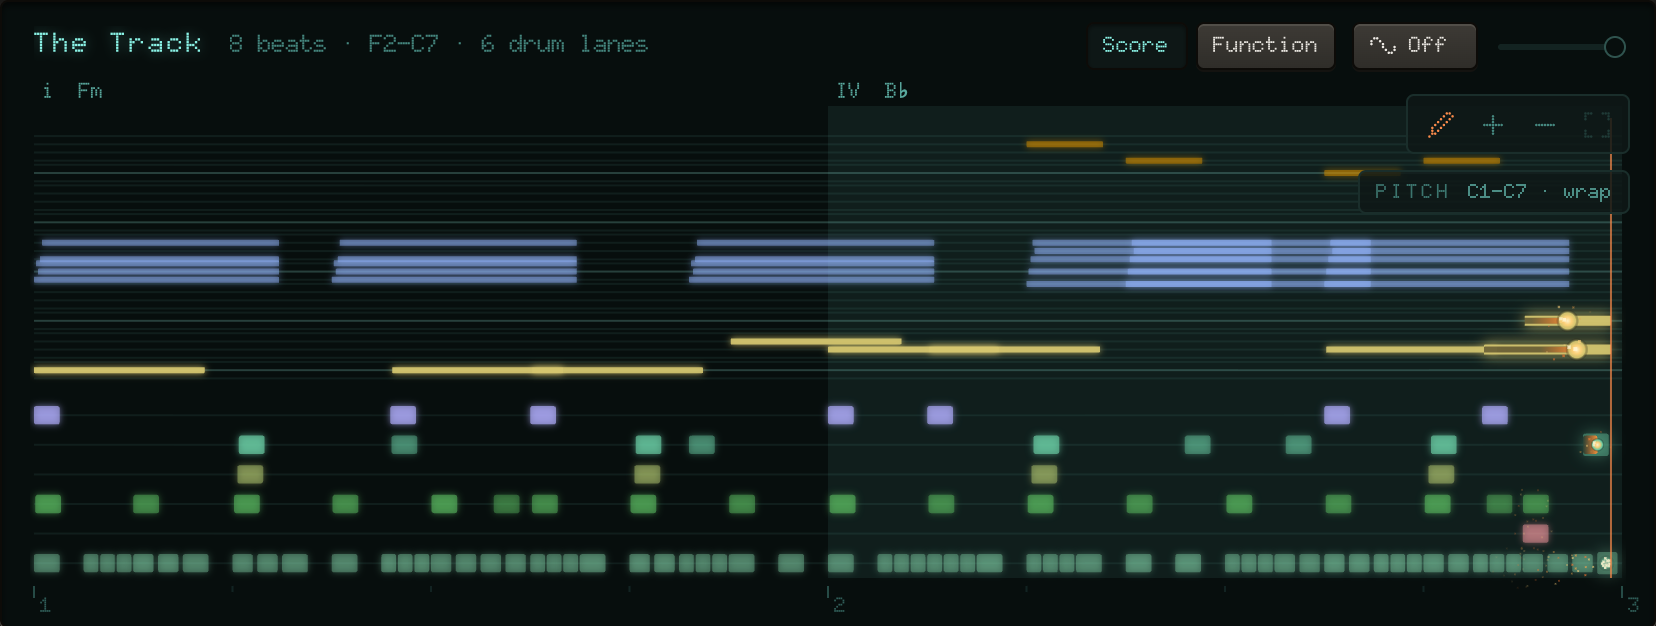 The Track 8 beats · F2–C7 · 6 drum lanes Score Function Off
i Fm IV B♭
PITCH C1–C7 · wrap
1 2 3